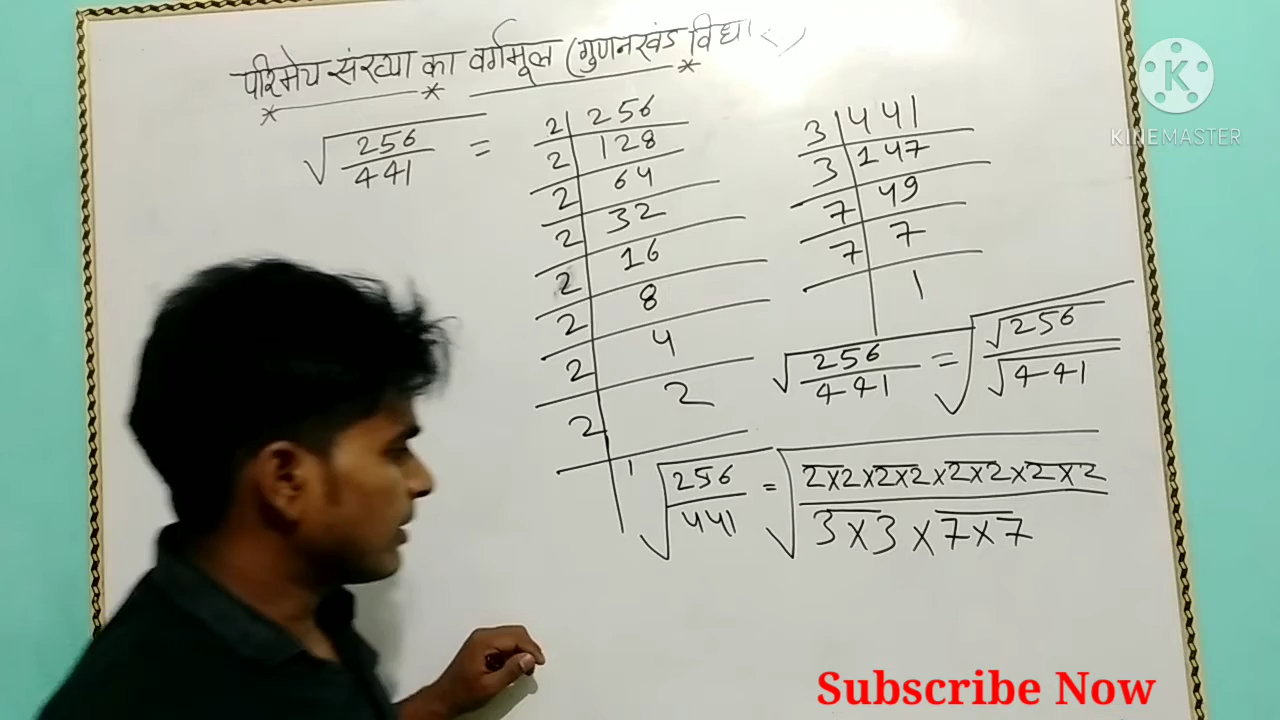 परिमेय संख्या का वर्गमूल (गुणनखंड
√256/441 =
2 | 256
2 | 128
2 | 64
2 | 32
2 | 16
2 | 8
2 | 4
2 | 2
1
3 | 441
3 | 147
7 | 49
7 | 7
1
√256/441 = √(√256/√441)
√256/441 = √(2×2×2×2×2×2×2×2/3×3×7×7)
K
KINEMASTER
Subscribe Now